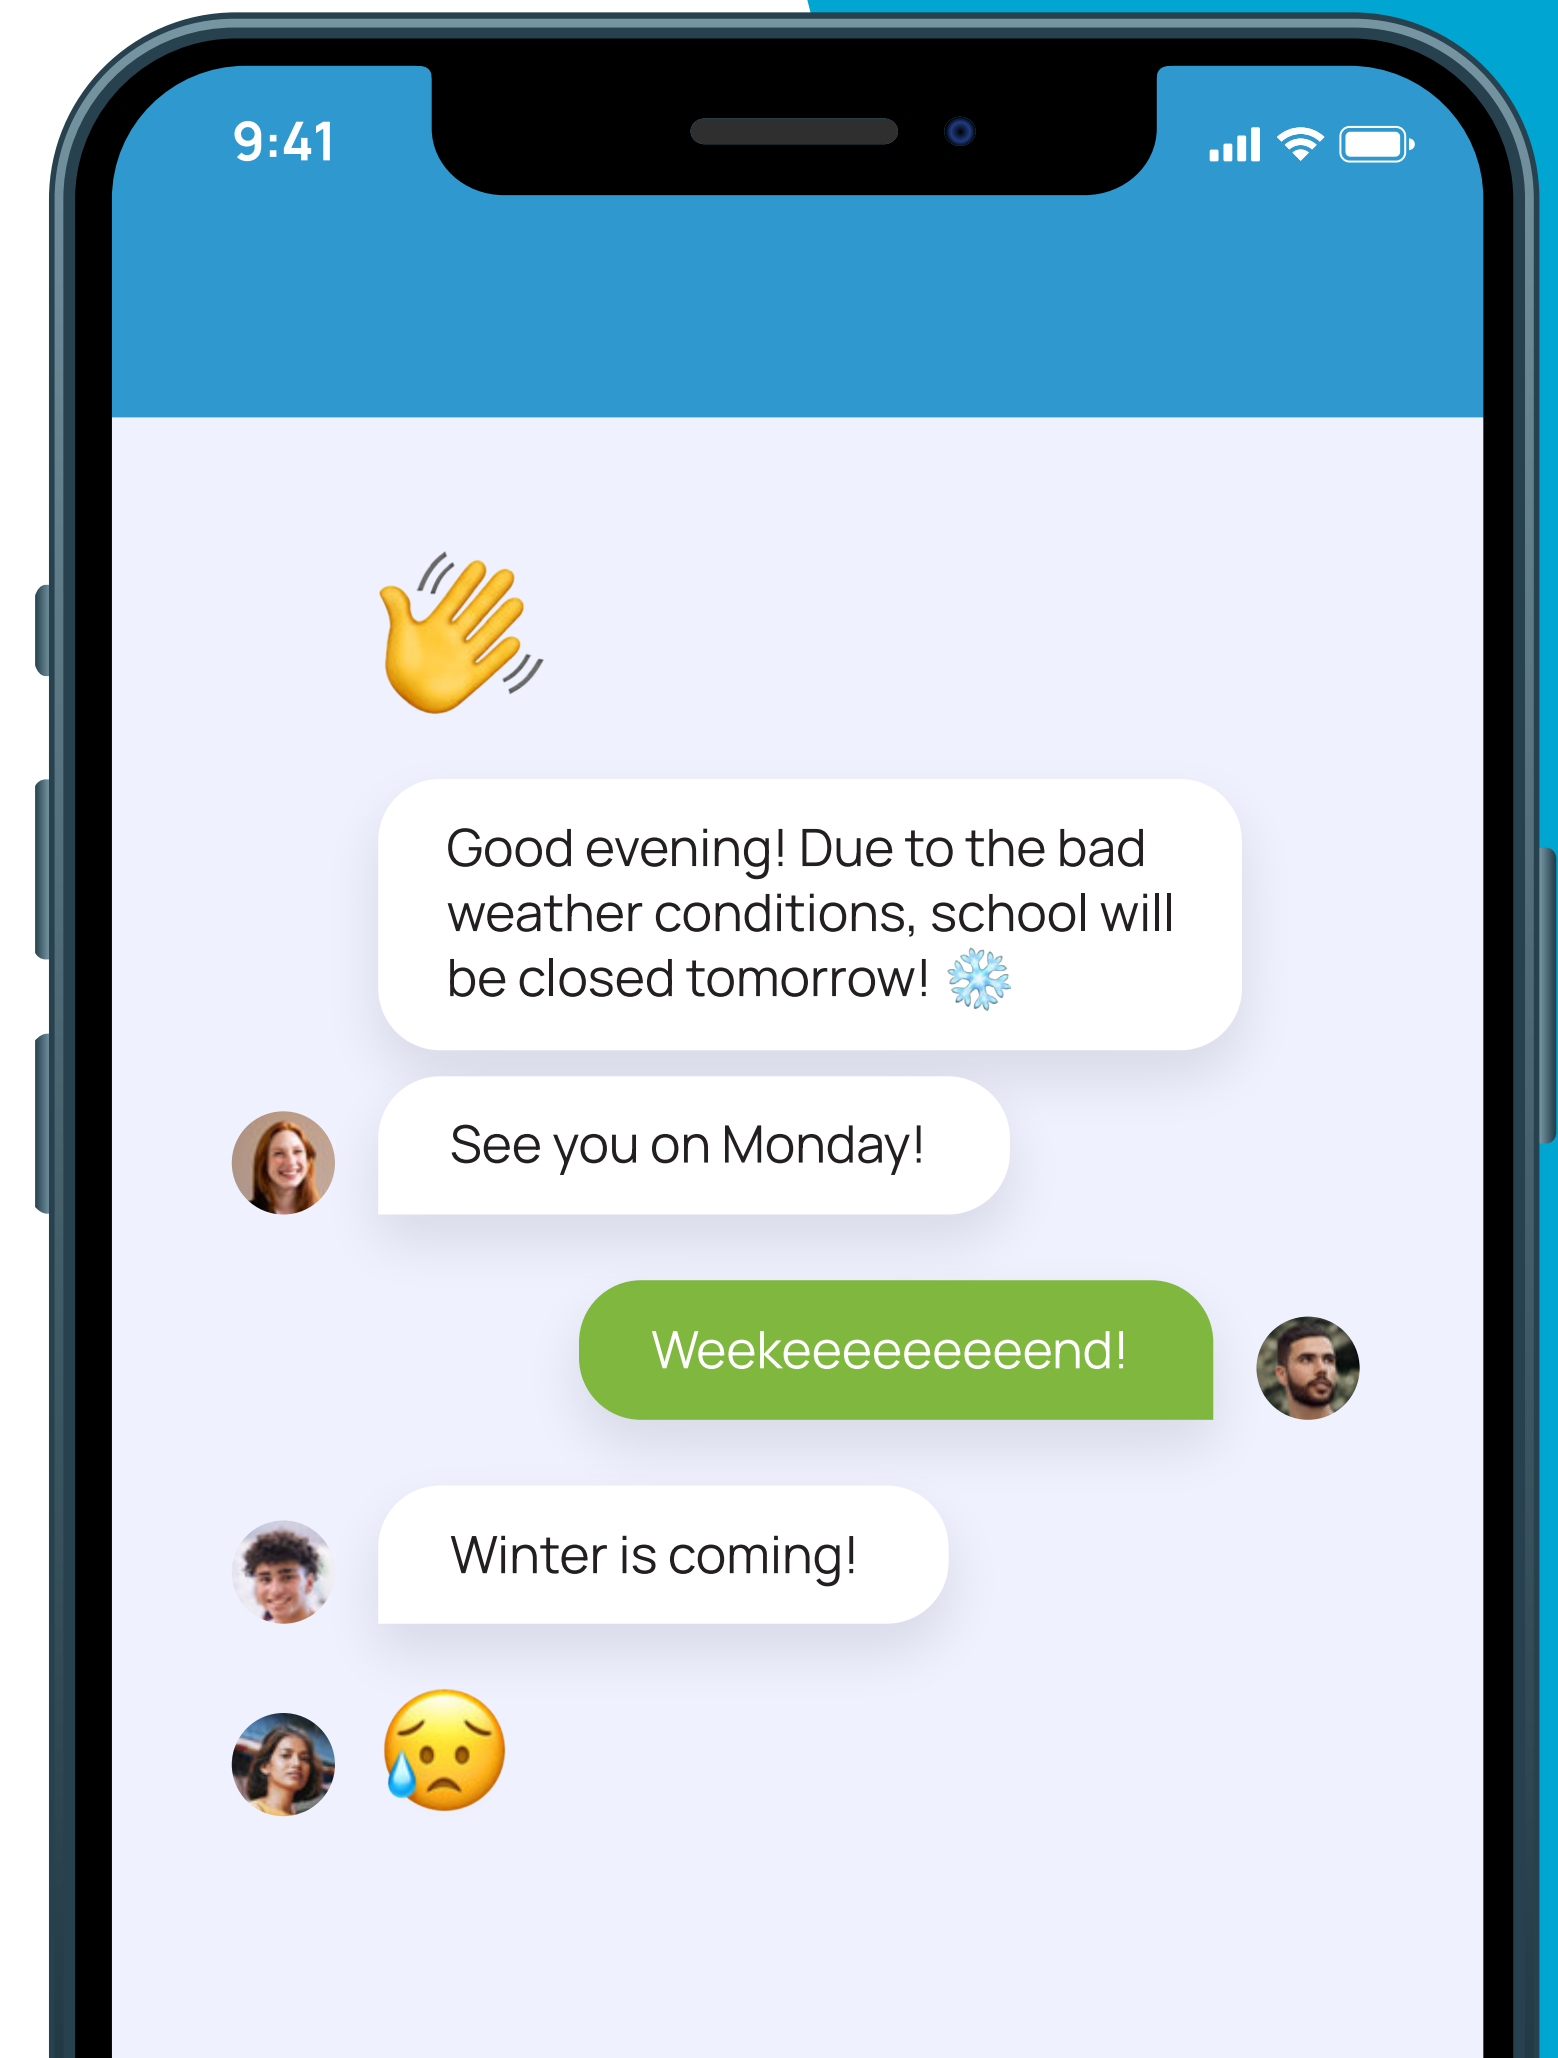 9:41
👋
Good evening! Due to the bad
weather conditions, school will
be closed tomorrow! ❄️
See you on Monday!
Weekeeeeeeeeend!
Winter is coming!
😥